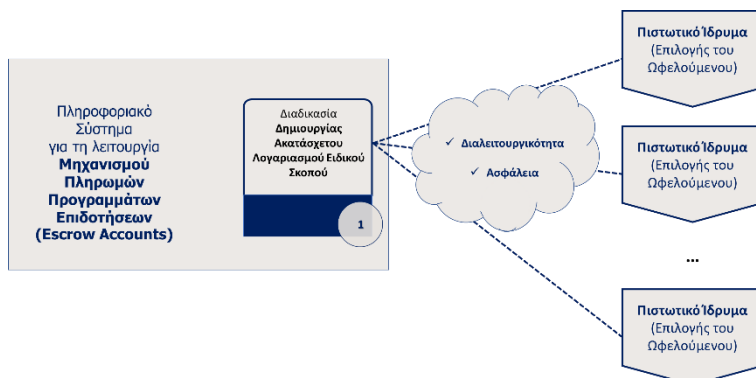 Πληροφοριακό
Σύστημα
για τη λειτουργία
Μηχανισμού
Πληρωμών
Προγραμμάτων
Επιδοτήσεων
(Escrow Accounts)
Διαδικασία
Δημιουργίας
Ακατάσχετου
Λογαριασμού Ειδικού
Σκοπού
1
✓ Διαλειτουργικότητα
✓ Ασφάλεια
Πιστωτικό Ίδρυμα
(Επιλογής του
Ωφελούμενου)
Πιστωτικό Ίδρυμα
(Επιλογής του
Ωφελούμενου)
...
Πιστωτικό Ίδρυμα
(Επιλογής του
Ωφελούμενου)